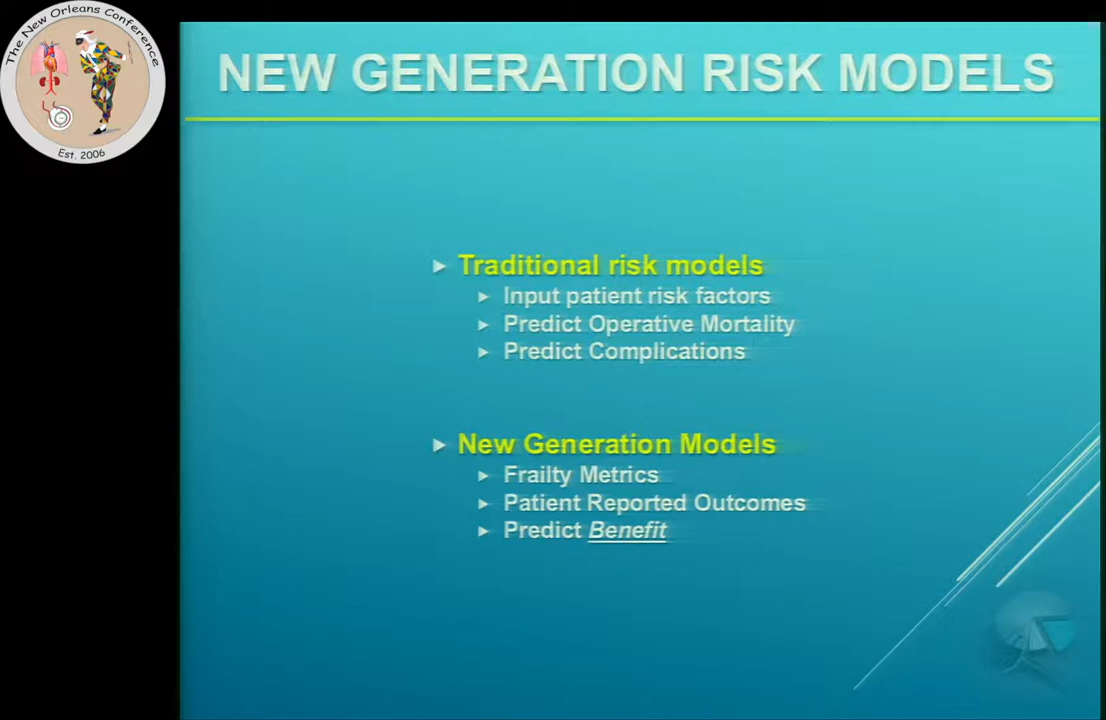 The New Orleans Conference
Est. 2006
NEW GENERATION RISK MODELS
Traditional risk models
Input patient risk factors
Predict Operative Mortality
Predict Complications
New Generation Models
Frailty Metrics
Patient Reported Outcomes
Predict Benefit